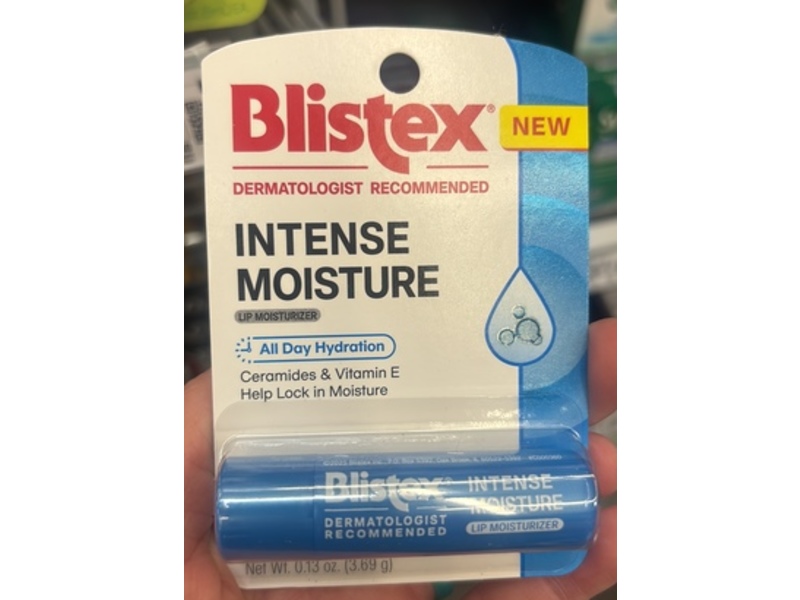 Blistex®
NEW
DERMATOLOGIST RECOMMENDED
INTENSE
MOISTURE
LIP MOISTURIZER
All Day Hydration
Ceramides & Vitamin E
Help Lock in Moisture
Blistex
DERMATOLOGIST
RECOMMENDED
INTENSE
MOISTURE
LIP MOISTURIZER
Net Wt. 0.13 oz. (3.69 g)